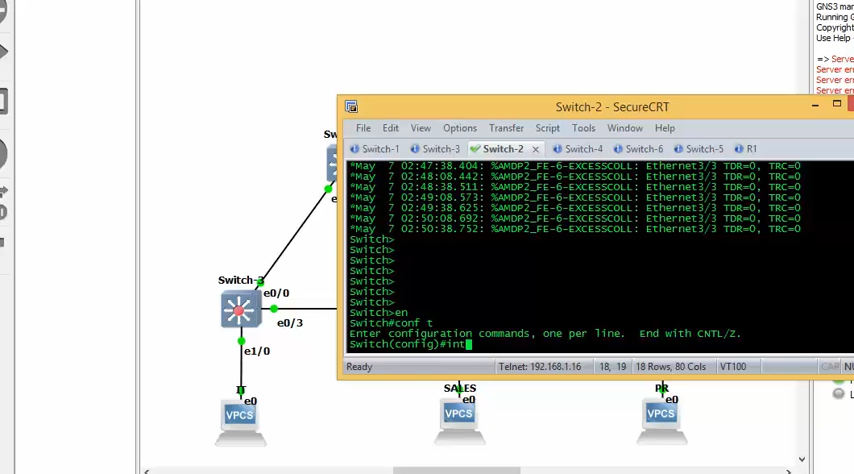 GNS3 mar
Running G
Copyright
Use Help
=> Serve
Server err
Server err
Server err
Switch-2 - SecureCRT
File Edit View Options Transfer Script Tools Window Help
Switch-1 Switch-3 Switch-2 Switch-4 Switch-6 Switch-5 R1
*May  7 02:47:38.404: %AMDP2_FE-6-EXCESSCOLL: Ethernet3/3 TDR=0, TRC=0
*May  7 02:48:08.442: %AMDP2_FE-6-EXCESSCOLL: Ethernet3/3 TDR=0, TRC=0
*May  7 02:48:38.511: %AMDP2_FE-6-EXCESSCOLL: Ethernet3/3 TDR=0, TRC=0
*May  7 02:49:08.573: %AMDP2_FE-6-EXCESSCOLL: Ethernet3/3 TDR=0, TRC=0
*May  7 02:49:38.625: %AMDP2_FE-6-EXCESSCOLL: Ethernet3/3 TDR=0, TRC=0
*May  7 02:50:08.692: %AMDP2_FE-6-EXCESSCOLL: Ethernet3/3 TDR=0, TRC=0
*May  7 02:50:38.752: %AMDP2_FE-6-EXCESSCOLL: Ethernet3/3 TDR=0, TRC=0
Switch>
Switch>
Switch>
Switch>
Switch>
Switch>
Switch>
Switch>en
Switch#conf t
Enter configuration commands, one per line.  End with CNTL/Z.
Switch(config)#int
Ready Telnet: 192.168.1.16 18, 19 18 Rows, 80 Cols VT100 CAP NU
Sw
e
Switch-3
e0/0
e0/3
e1/0
IT
e0
SALES
e0
PR
e0